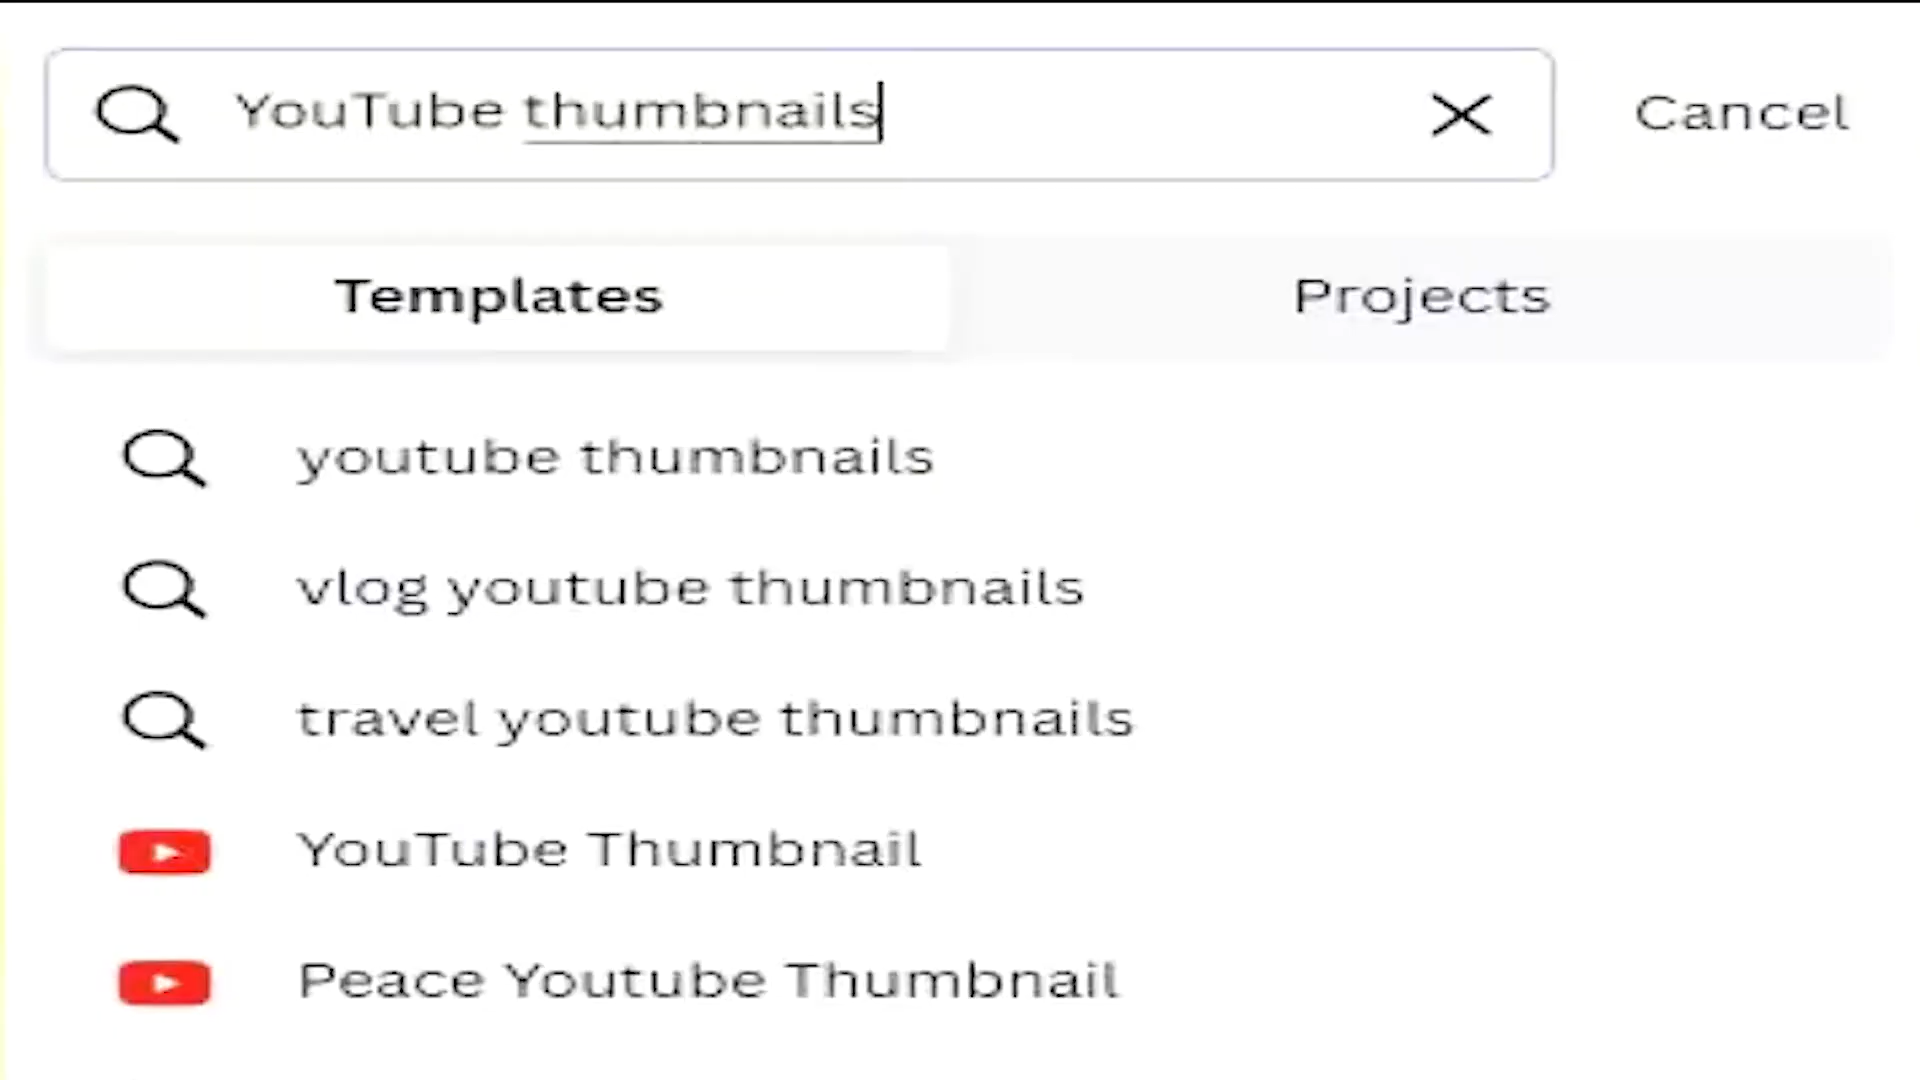 YouTube thumbnails Cancel
Templates Projects
youtube thumbnails
vlog youtube thumbnails
travel youtube thumbnails
YouTube Thumbnail
Peace Youtube Thumbnail